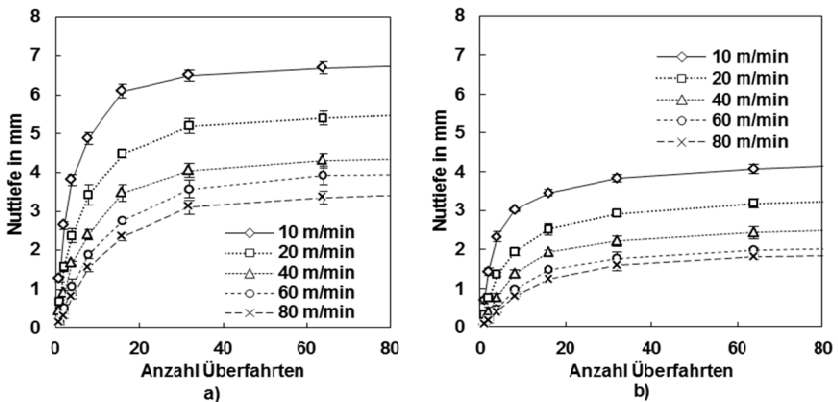 8
7
6
5
4
3
2
1
0
Nuttiefe in mm
0 20 40 60 80
Anzahl Überfahrten
10 m/min
20 m/min
40 m/min
60 m/min
80 m/min
a)
8
7
6
5
4
3
2
1
0
Nuttiefe in mm
0 20 40 60 80
Anzahl Überfahrten
10 m/min
20 m/min
40 m/min
60 m/min
80 m/min
b)